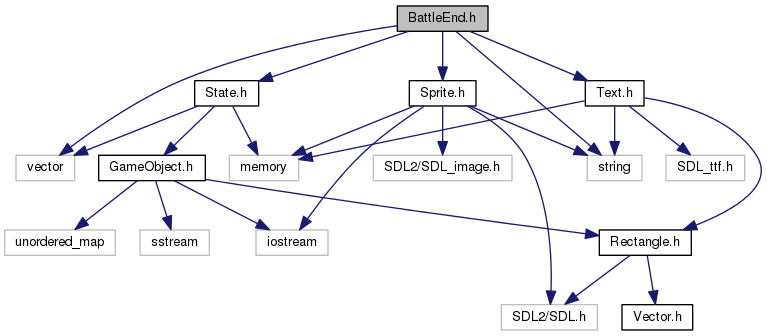 BattleEnd.h
State.h
Sprite.h
Text.h
vector
GameObject.h
memory
SDL2/SDL_image.h
string
SDL_ttf.h
unordered_map
sstream
iostream
Rectangle.h
SDL2/SDL.h
Vector.h